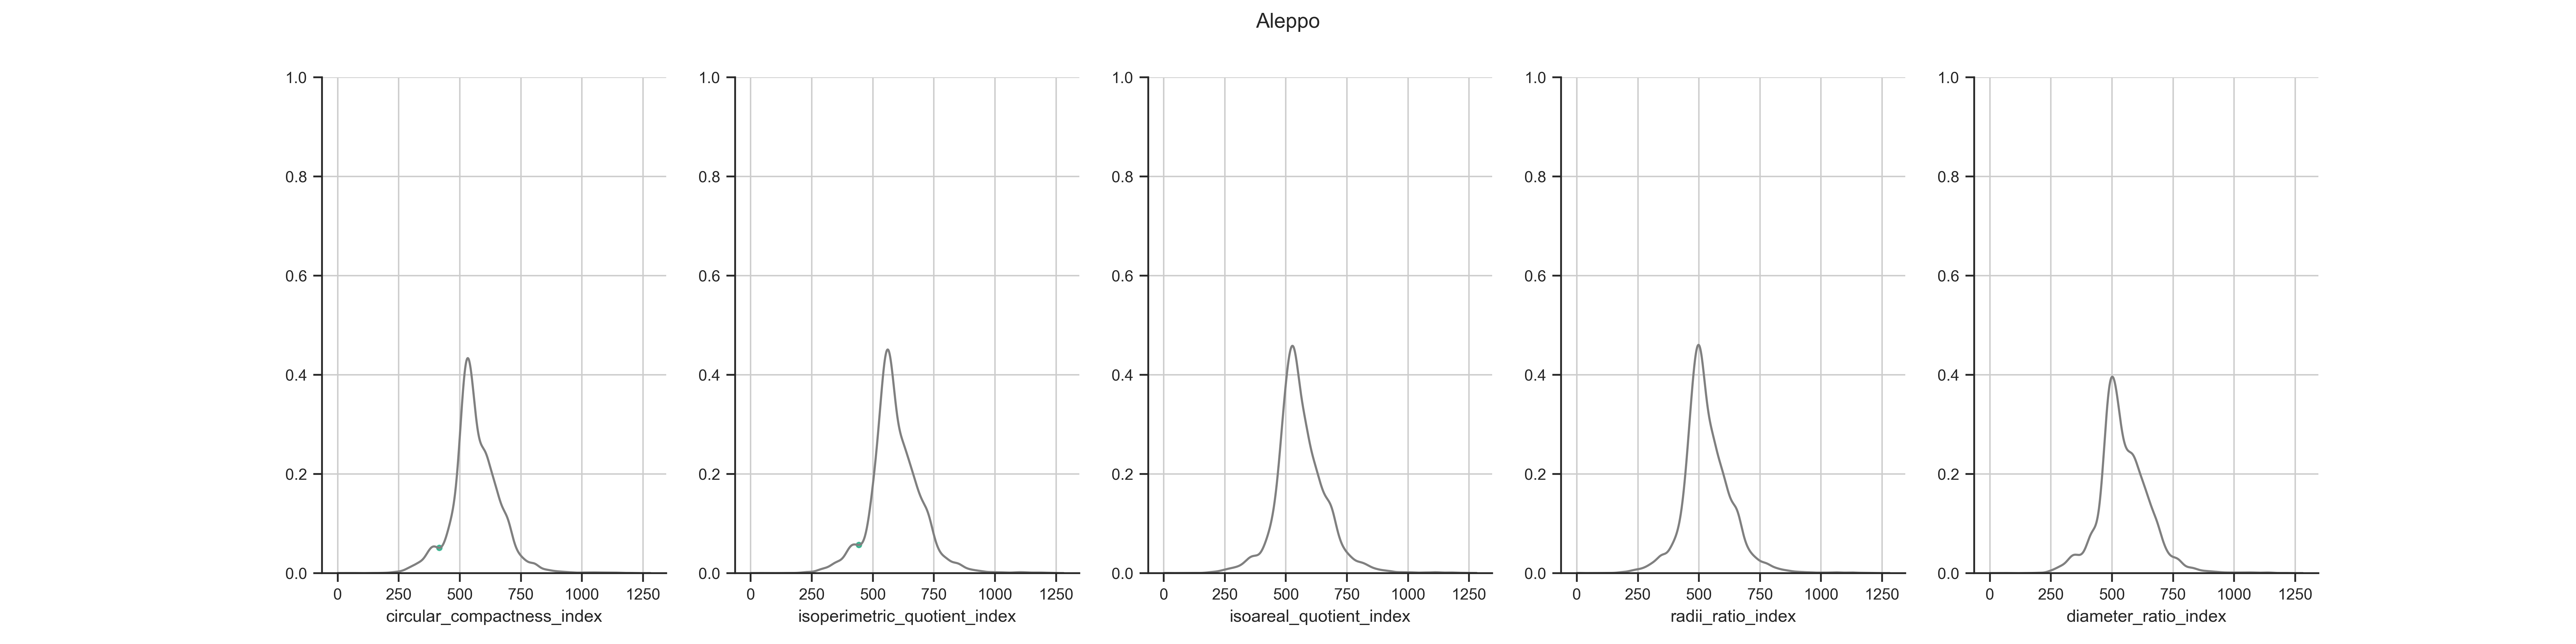 Aleppo
1.0 1.0 1.0 1.0 1.0
0.8 0.8 0.8 0.8 0.8
0.6 0.6 0.6 0.6 0.6
0.4 0.4 0.4 0.4 0.4
0.2 0.2 0.2 0.2 0.2
0.0 0.0 0.0 0.0 0.0
0 250 500 750 1000 1250 0 250 500 750 1000 1250 0 250 500 750 1000 1250 0 250 500 750 1000 1250 0 250 500 750 1000 1250
circular_compactness_index isoperimetric_quotient_index isoareal_quotient_index radii_ratio_index diameter_ratio_index